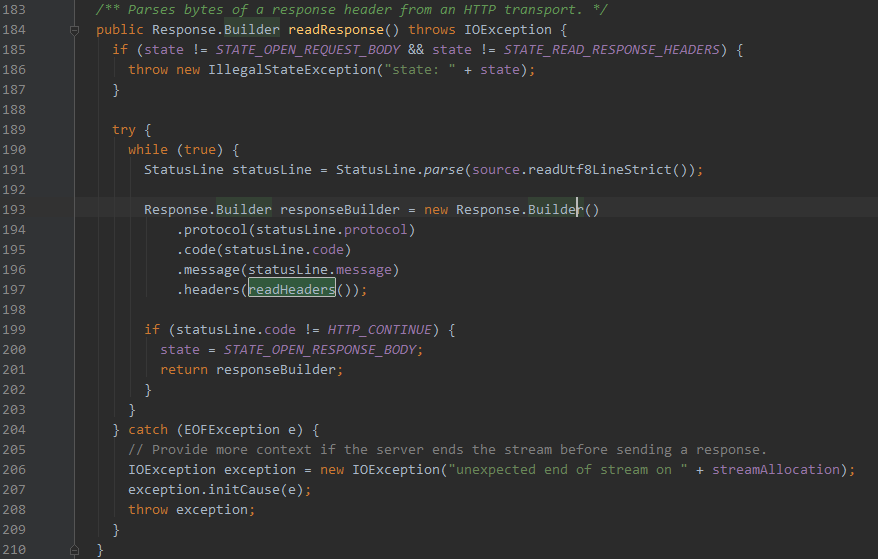 183 /** Parses bytes of a response header from an HTTP transport. */
184 public Response.Builder readResponse() throws IOException {
185 if (state != STATE_OPEN_REQUEST_BODY && state != STATE_READ_RESPONSE_HEADERS) {
186 throw new IllegalStateException("state: " + state);
187 }
188
189 try {
190 while (true) {
191 StatusLine statusLine = StatusLine.parse(source.readUtf8LineStrict());
192
193 Response.Builder responseBuilder = new Response.Builder()
194 .protocol(statusLine.protocol)
195 .code(statusLine.code)
196 .message(statusLine.message)
197 .headers(readHeaders());
198
199 if (statusLine.code != HTTP_CONTINUE) {
200 state = STATE_OPEN_RESPONSE_BODY;
201 return responseBuilder;
202 }
203 }
204 } catch (EOFException e) {
205 // Provide more context if the server ends the stream before sending a response.
206 IOException exception = new IOException("unexpected end of stream on " + streamAllocation);
207 exception.initCause(e);
208 throw exception;
209 }
210 }